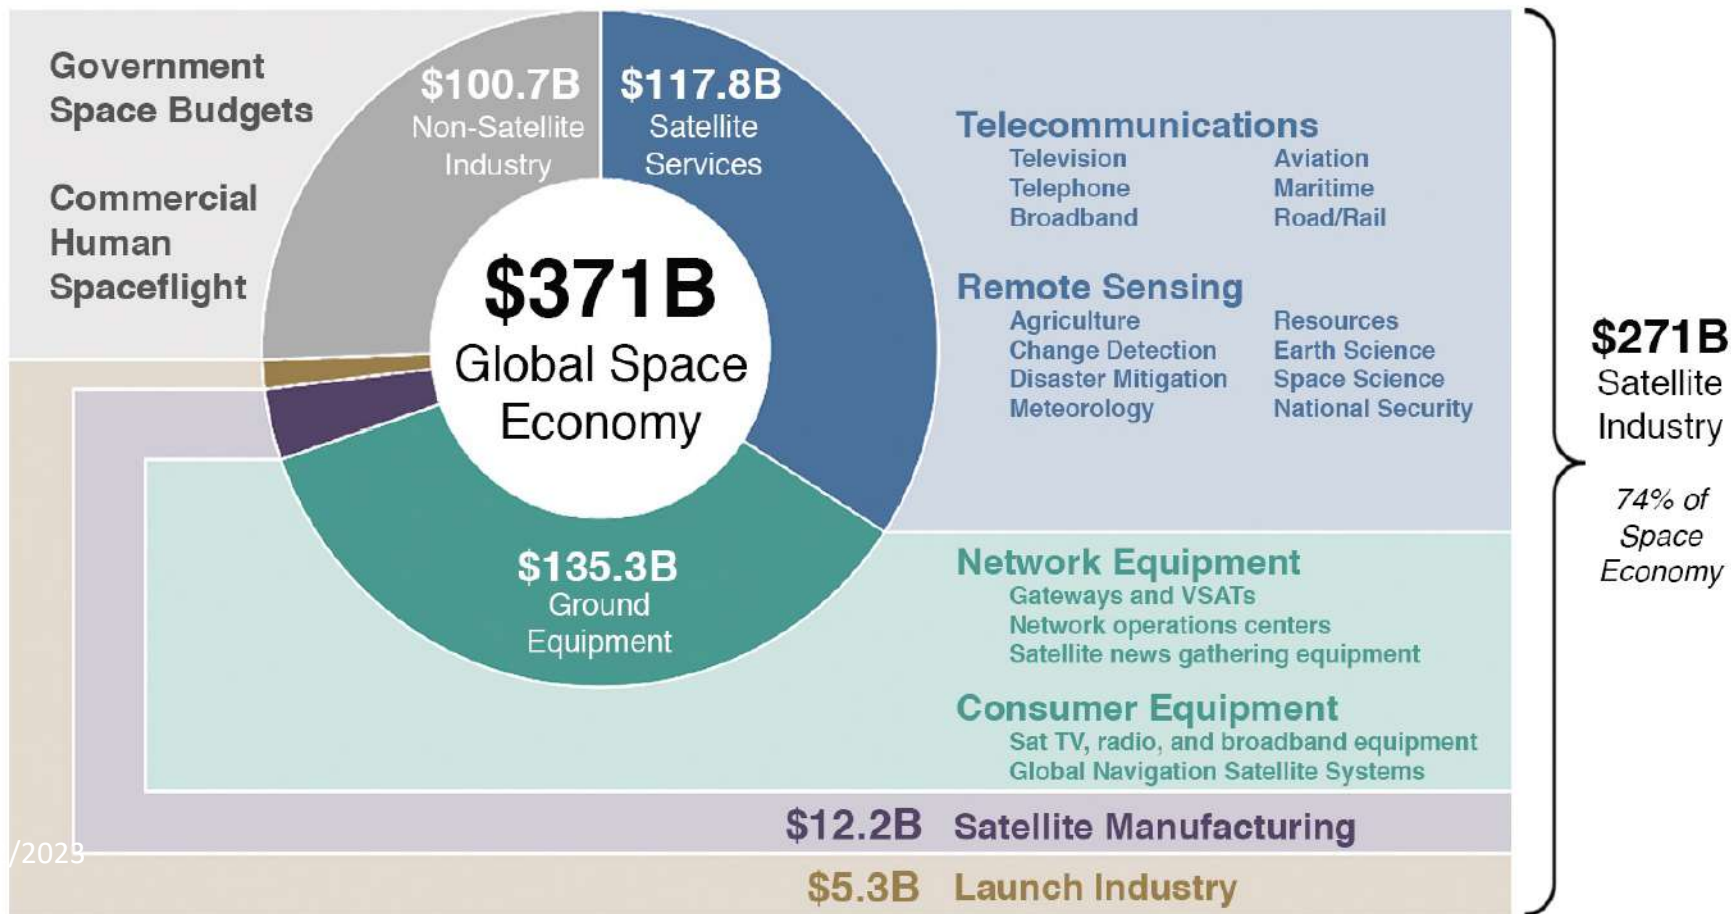 Government
Space Budgets
Commercial
Human
Spaceflight
$100.7B
Non-Satellite
Industry
$117.8B
Satellite
Services
$371B
Global Space
Economy
$135.3B
Ground
Equipment
Telecommunications
Television
Telephone
Broadband
Aviation
Maritime
Road/Rail
Remote Sensing
Agriculture
Change Detection
Disaster Mitigation
Meteorology
Resources
Earth Science
Space Science
National Security
Network Equipment
Gateways and VSATs
Network operations centers
Satellite news gathering equipment
Consumer Equipment
Sat TV, radio, and broadband equipment
Global Navigation Satellite Systems
$12.2B Satellite Manufacturing
$5.3B Launch Industry
$271B
Satellite
Industry
74% of
Space
Economy
/2023